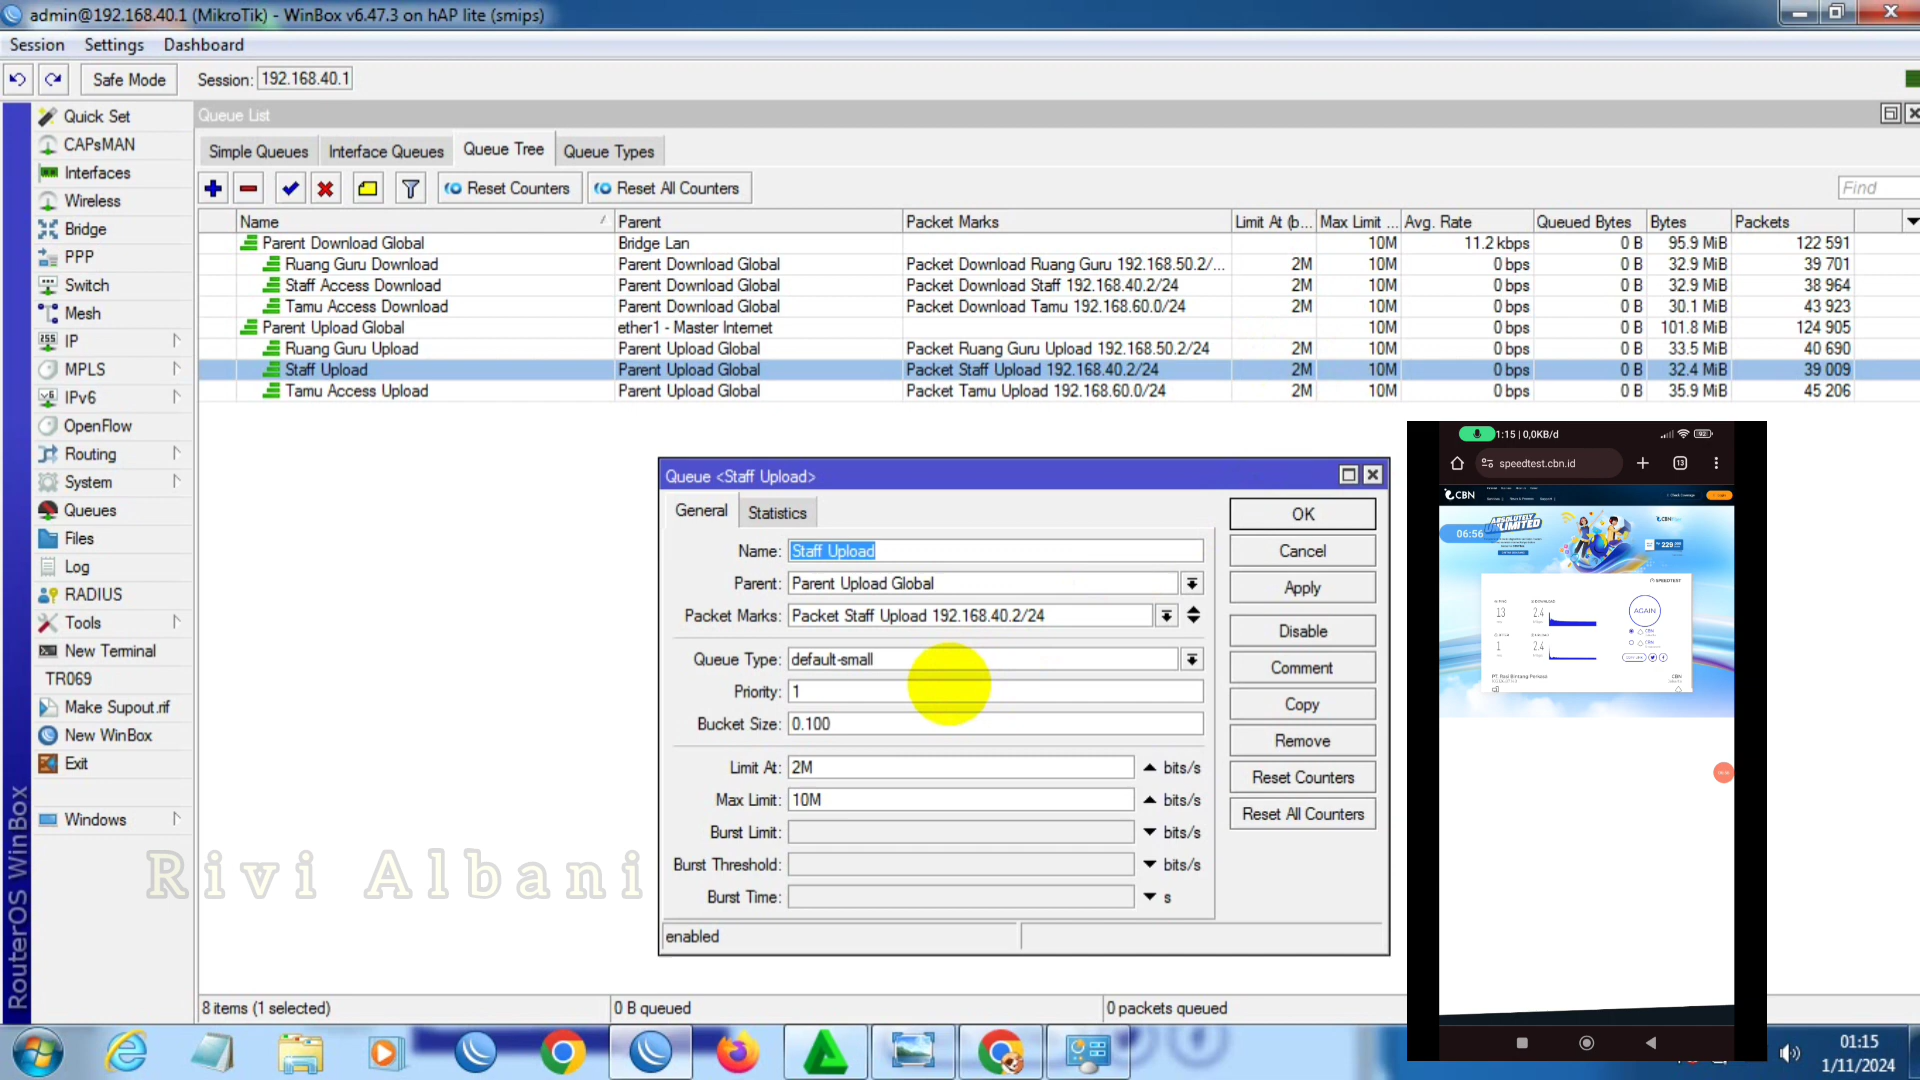 admin@192.168.40.1 (MikroTik) - WinBox v6.47.3 on hAP lite (smips)
Session Settings Dashboard
Safe Mode Session: 192.168.40.1
Quick Set
CAPsMAN
Interfaces
Wireless
Bridge
PPP
Switch
Mesh
IP
MPLS
IPv6
OpenFlow
Routing
System
Queues
Files
Log
RADIUS
Tools
New Terminal
TR069
Make Supout.rif
New WinBox
Exit
Windows
RouterOS WinBox
Queue List
Simple Queues Interface Queues Queue Tree Queue Types
Reset Counters Reset All Counters Find
Name Parent Packet Marks Limit At (b... Max Limit ... Avg. Rate Queued Bytes Bytes Packets
Parent Download Global Bridge Lan 10M 11.2 kbps 0 B 95.9 MiB 122 591
Ruang Guru Download Parent Download Global Packet Download Ruang Guru 192.168.50.2/... 2M 10M 0 bps 0 B 32.9 MiB 39 701
Staff Access Download Parent Download Global Packet Download Staff 192.168.40.2/24 2M 10M 0 bps 0 B 32.9 MiB 38 964
Tamu Access Download Parent Download Global Packet Download Tamu 192.168.60.0/24 2M 10M 0 bps 0 B 30.1 MiB 43 923
Parent Upload Global ether1 - Master Internet 10M 0 bps 0 B 101.8 MiB 124 905
Ruang Guru Upload Parent Upload Global Packet Ruang Guru Upload 192.168.50.2/24 2M 10M 0 bps 0 B 33.5 MiB 40 690
Staff Upload Parent Upload Global Packet Staff Upload 192.168.40.2/24 2M 10M 0 bps 0 B 32.4 MiB 39 009
Tamu Access Upload Parent Upload Global Packet Tamu Upload 192.168.60.0/24 2M 10M 0 bps 0 B 35.9 MiB 45 206
Queue <Staff Upload>
General Statistics
Name: Staff Upload
Parent: Parent Upload Global
Packet Marks: Packet Staff Upload 192.168.40.2/24
Queue Type: default-small
Priority: 1
Bucket Size: 0.100
Limit At: 2M bits/s
Max Limit: 10M bits/s
Burst Limit: bits/s
Burst Threshold: bits/s
Burst Time: s
enabled
OK
Cancel
Apply
Disable
Comment
Copy
Remove
Reset Counters
Reset All Counters
1:15 | 0,0KB/d 92
speedtest.cbn.id 13
CBN
ABSOLUTELY
UNLIMITED
06:56
CBN
229
SPEEDTEST
13 2.4
1 2.4
AGAIN
CBN
Rivi Albani
8 items (1 selected) 0 B queued 0 packets queued
01:15
1/11/2024